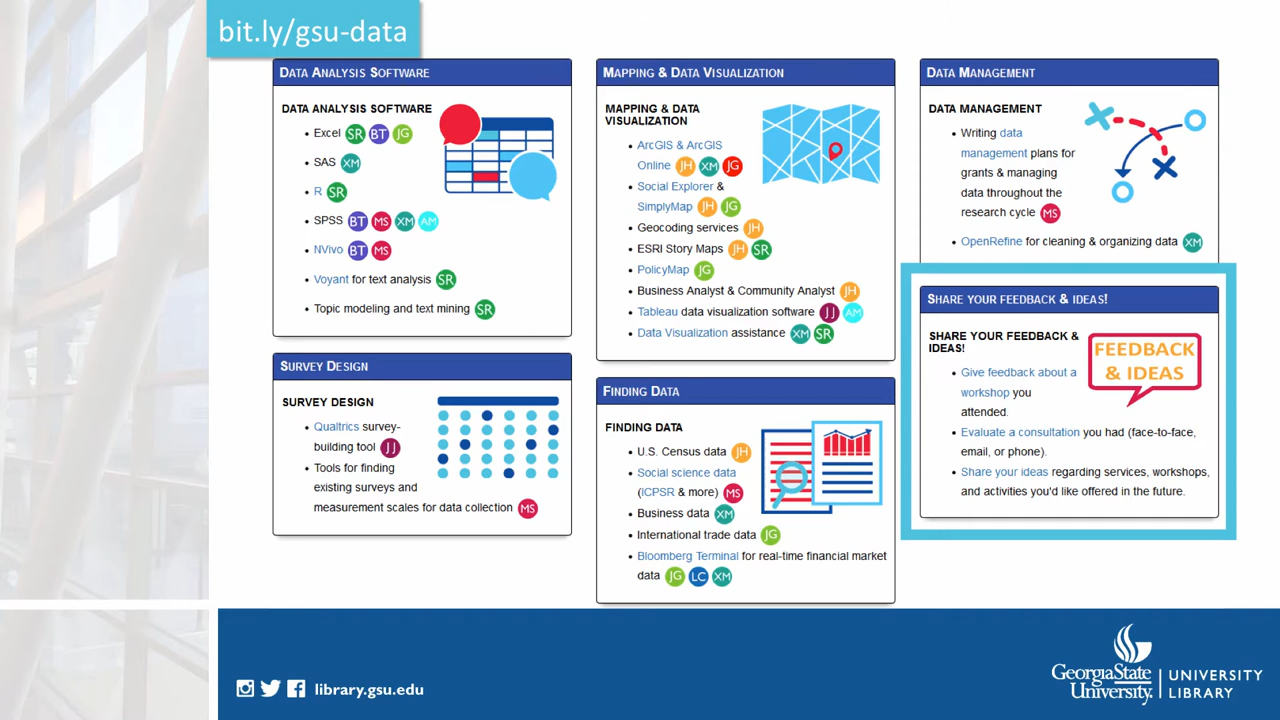 bit.ly/gsu-data
DATA ANALYSIS SOFTWARE
DATA ANALYSIS SOFTWARE
Excel SR BT JG
SAS XM
R SR
SPSS BT MS XM AM
NVivo BT MS
Voyant for text analysis SR
Topic modeling and text mining SR
SURVEY DESIGN
SURVEY DESIGN
Qualtrics survey-
building tool JJ
Tools for finding
existing surveys and
measurement scales for data collection MS
MAPPING & DATA VISUALIZATION
MAPPING & DATA
VISUALIZATION
ArcGIS & ArcGIS
Online JH XM JG
Social Explorer &
SimplyMap JH JG
Geocoding services JH
ESRI Story Maps JH SR
PolicyMap JG
Business Analyst & Community Analyst JH
Tableau data visualization software JJ AM
Data Visualization assistance XM SR
FINDING DATA
FINDING DATA
U.S. Census data JH
Social science data
(ICPSR & more) MS
Business data XM
International trade data JG
Bloomberg Terminal for real-time financial market
data JG LC XM
DATA MANAGEMENT
DATA MANAGEMENT
Writing data
management plans for
grants & managing
data throughout the
research cycle MS
OpenRefine for cleaning & organizing data XM
SHARE YOUR FEEDBACK & IDEAS!
SHARE YOUR FEEDBACK &
IDEAS!
FEEDBACK
& IDEAS
Give feedback about a
workshop you
attended.
Evaluate a consultation you had (face-to-face,
email, or phone).
Share your ideas regarding services, workshops,
and activities you'd like offered in the future.
library.gsu.edu
GeorgiaState
University.
UNIVERSITY
LIBRARY